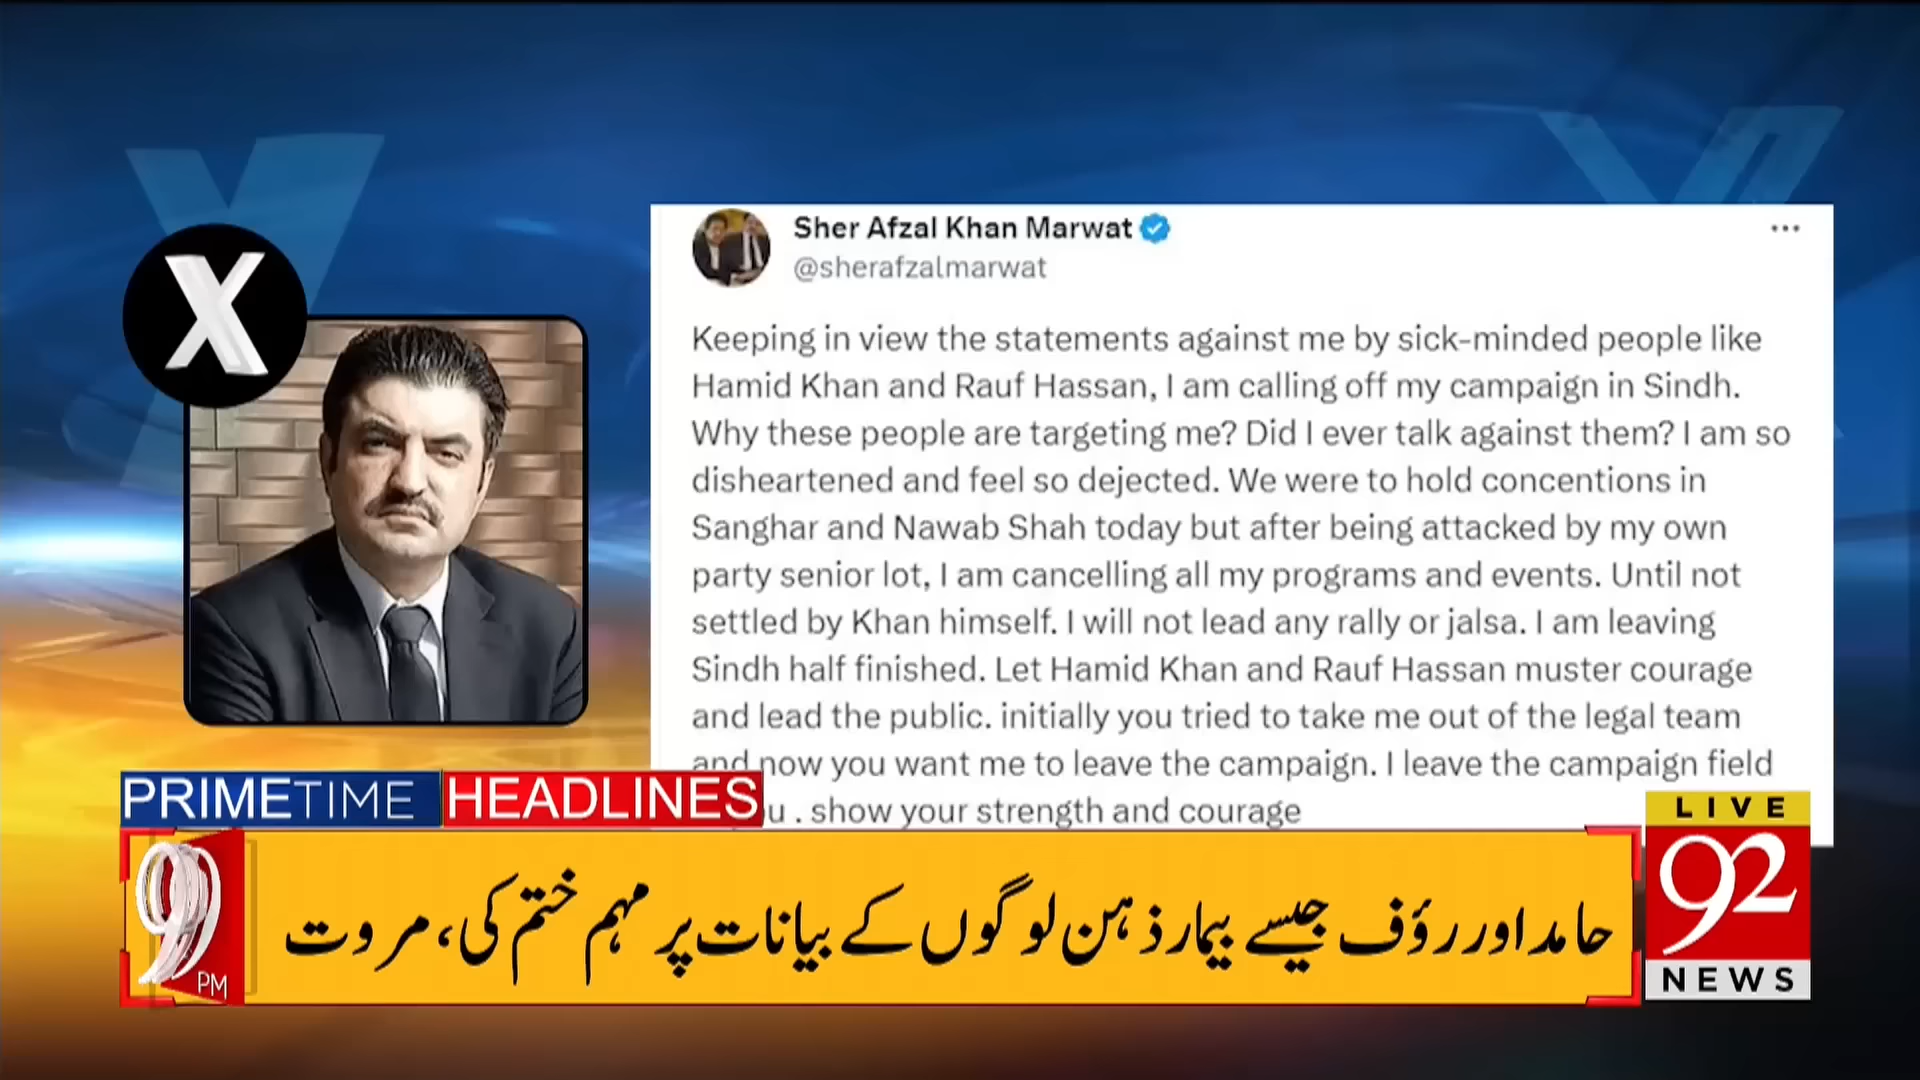 X
Sher Afzal Khan Marwat
@sherafzalmarwat
Keeping in view the statements against me by sick-minded people like
Hamid Khan and Rauf Hassan, I am calling off my campaign in Sindh.
Why these people are targeting me? Did I ever talk against them? I am so
disheartened and feel so dejected. We were to hold concentions in
Sanghar and Nawab Shah today but after being attacked by my own
party senior lot, I am cancelling all my programs and events. Until not
settled by Khan himself. I will not lead any rally or jalsa. I am leaving
Sindh half finished. Let Hamid Khan and Rauf Hassan muster courage
and lead the public. initially you tried to take me out of the legal team
and now you want me to leave the campaign. I leave the campaign field
. show your strength and courage
PRIMETIME HEADLINES
9 PM
حامد اور رؤف جیسے بیمار ذہن لوگوں کے بیانات پر مہم ختم کی، مروت
LIVE
92
NEWS